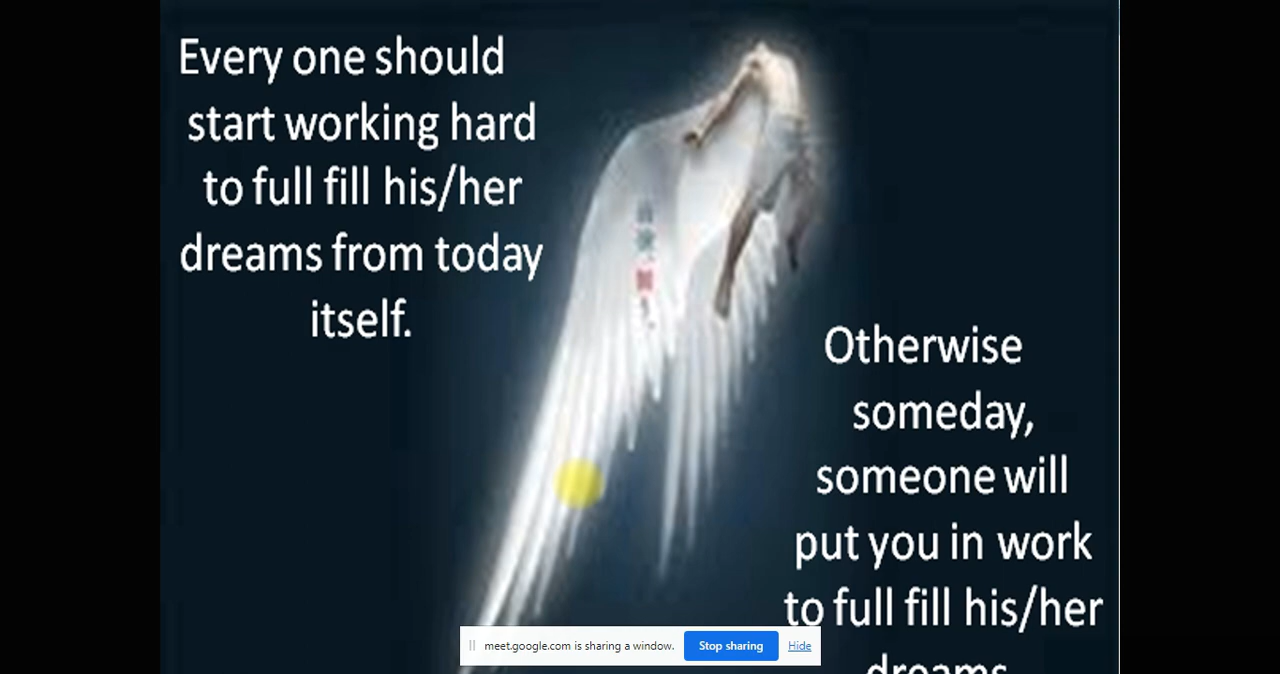 Every one should
start working hard
to full fill his/her
dreams from today
itself.
Otherwise
someday,
someone will
put you in work
to full fill his/her
dreams
meet.google.com is sharing a window.
Stop sharing
Hide